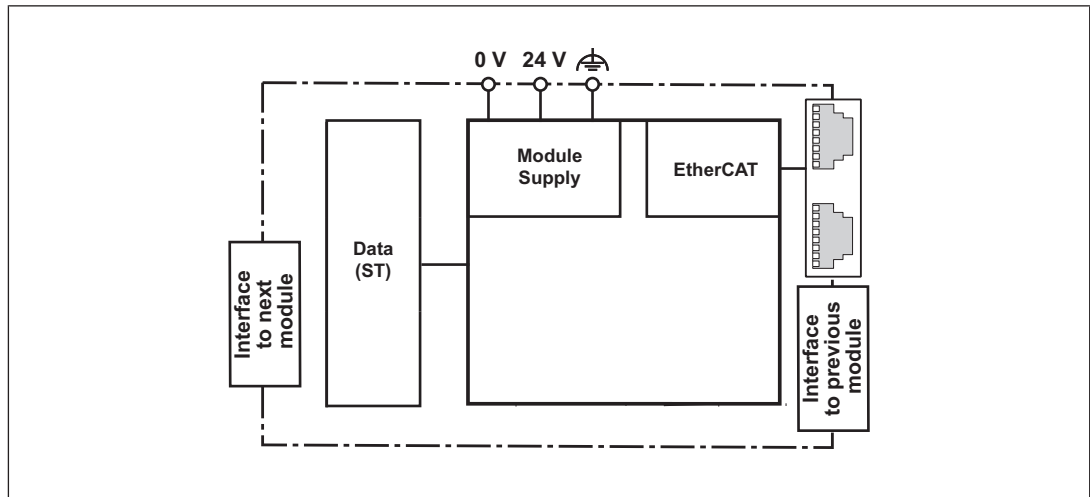 0 V 24 V
Module
Supply
EtherCAT
Data
(ST)
Interface
to next
module
Interface
to previous
module